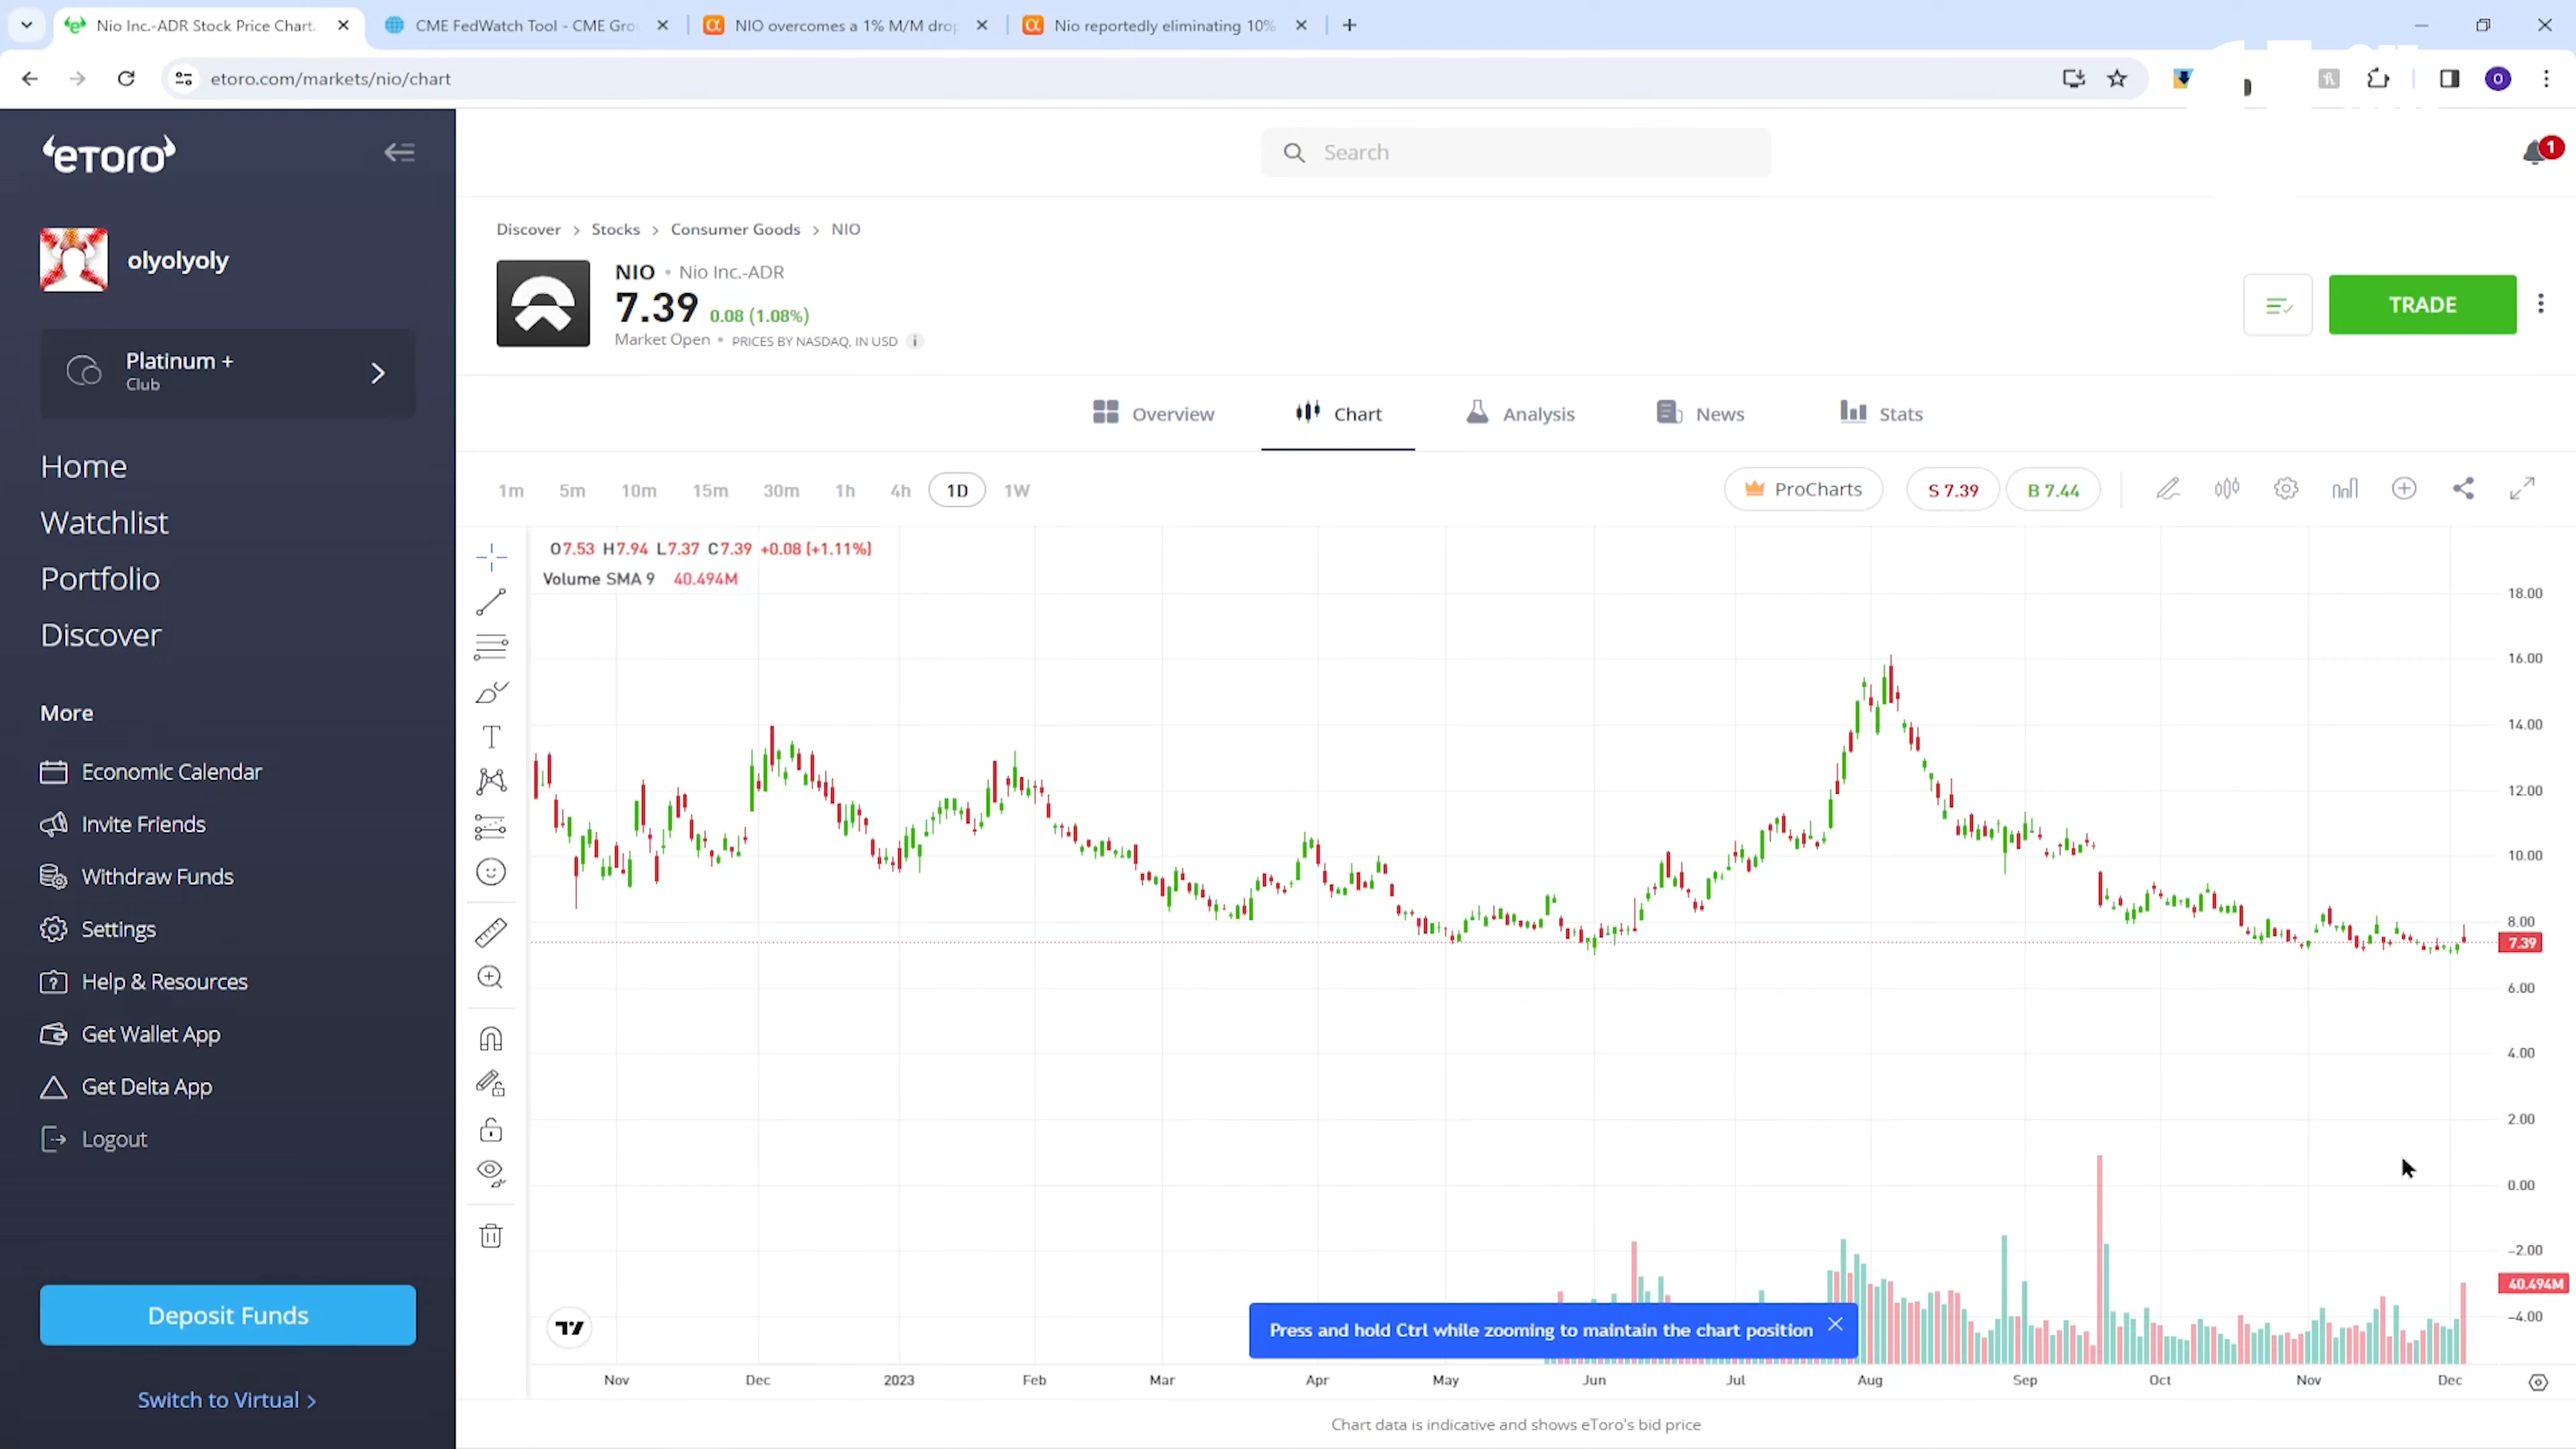 Nio Inc.-ADR Stock Price Chart.
CME FedWatch Tool - CME Gro
NIO overcomes a 1% M/M drop
Nio reportedly eliminating 10%
etoro.com/markets/nio/chart
O
eToro
Search
1
olyolyoly
Platinum +
Club
Home
Watchlist
Portfolio
Discover
More
Economic Calendar
Invite Friends
Withdraw Funds
Settings
Help & Resources
Get Wallet App
Get Delta App
Logout
Deposit Funds
Switch to Virtual >
Discover > Stocks > Consumer Goods > NIO
NIO • Nio Inc.-ADR
7.39 0.08 (1.08%)
Market Open • PRICES BY NASDAQ, IN USD i
TRADE
Overview Chart Analysis News Stats
1m 5m 10m 15m 30m 1h 4h 1D 1W
ProCharts S 7.39 B 7.44
O7.53 H7.94 L7.37 C7.39 +0.08 (+1.11%)
Volume SMA 9 40.494M
18.00
16.00
14.00
12.00
10.00
8.00
7.39
6.00
4.00
2.00
0.00
−2.00
40.494M
−4.00
Press and hold Ctrl while zooming to maintain the chart position
Nov Dec 2023 Feb Mar Apr May Jun Jul Aug Sep Oct Nov Dec
Chart data is indicative and shows eToro's bid price